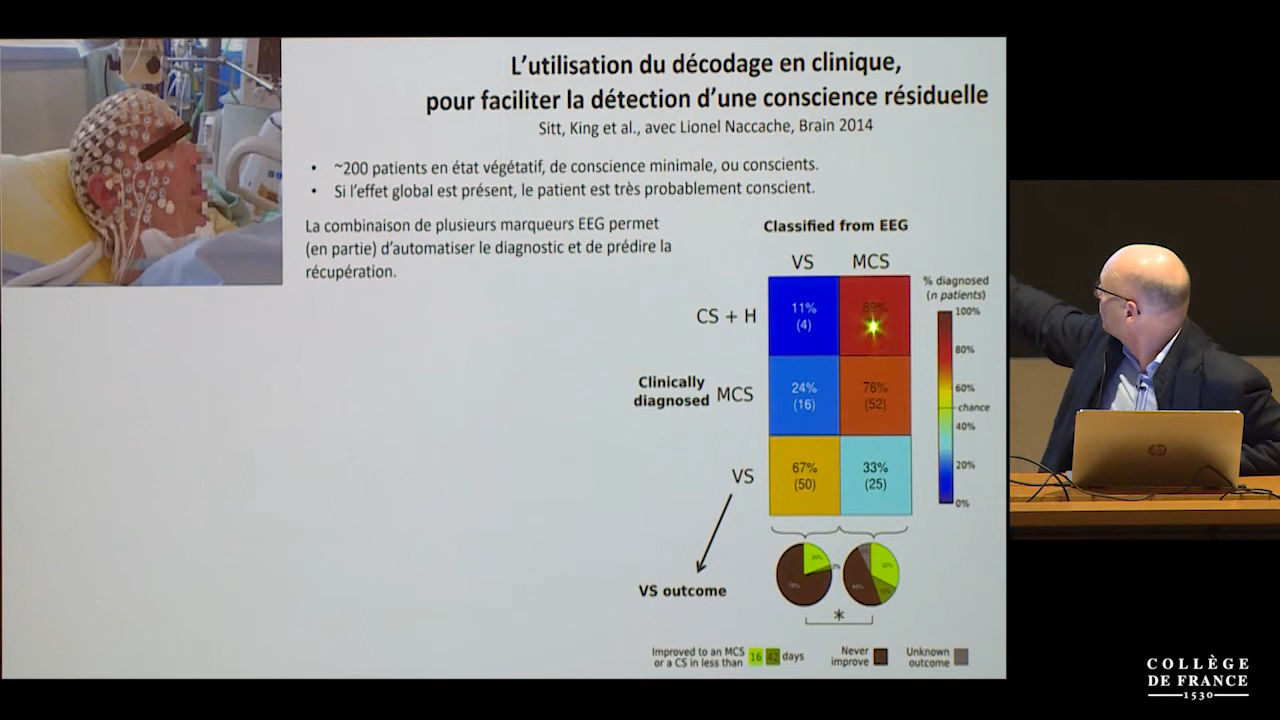 L'utilisation du décodage en clinique,
pour faciliter la détection d'une conscience résiduelle
Sitt, King et al., avec Lionel Naccache, Brain 2014
• ~200 patients en état végétatif, de conscience minimale, ou conscients.
• Si l'effet global est présent, le patient est très probablement conscient.
La combinaison de plusieurs marqueurs EEG permet
(en partie) d'automatiser le diagnostic et de prédire la
récupération.
Classified from EEG
VS MCS
% diagnosed
(n patients)
CS + H
11%
(4)
89%
Clinically
diagnosed
MCS
24%
(16)
76%
(52)
VS
67%
(50)
33%
(25)
100%
80%
60%
chance
40%
20%
0%
VS outcome
*
Improved to an MCS
or a CS in less than
16 42 days
Never
improve
Unknown
outcome
hp
COLLÈGE
DE FRANCE
1530